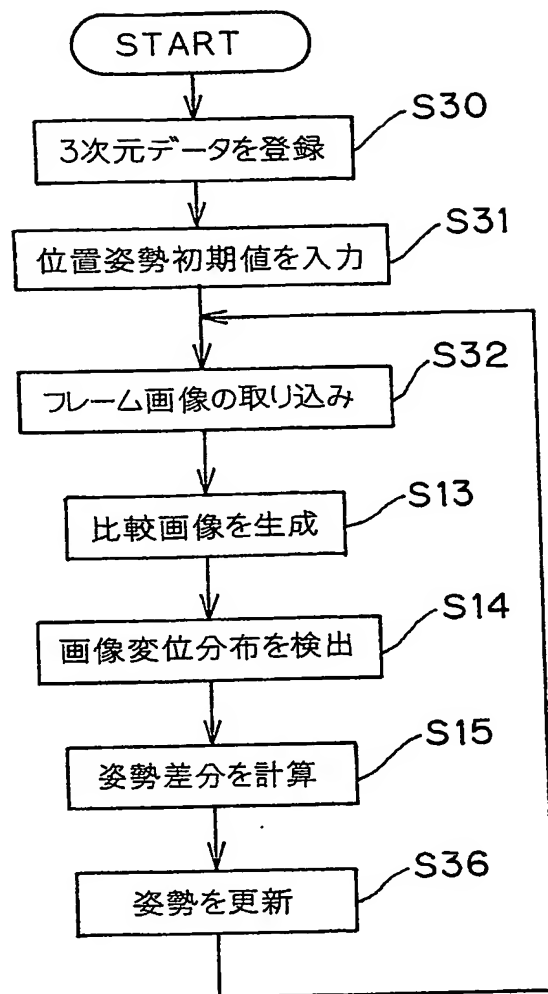 START
S30
3次元データを登録
S31
位置姿勢初期値を入力
S32
フレーム画像の取り込み
S13
比較画像を生成
S14
画像変位分布を検出
S15
姿勢差分を計算
S36
姿勢を更新